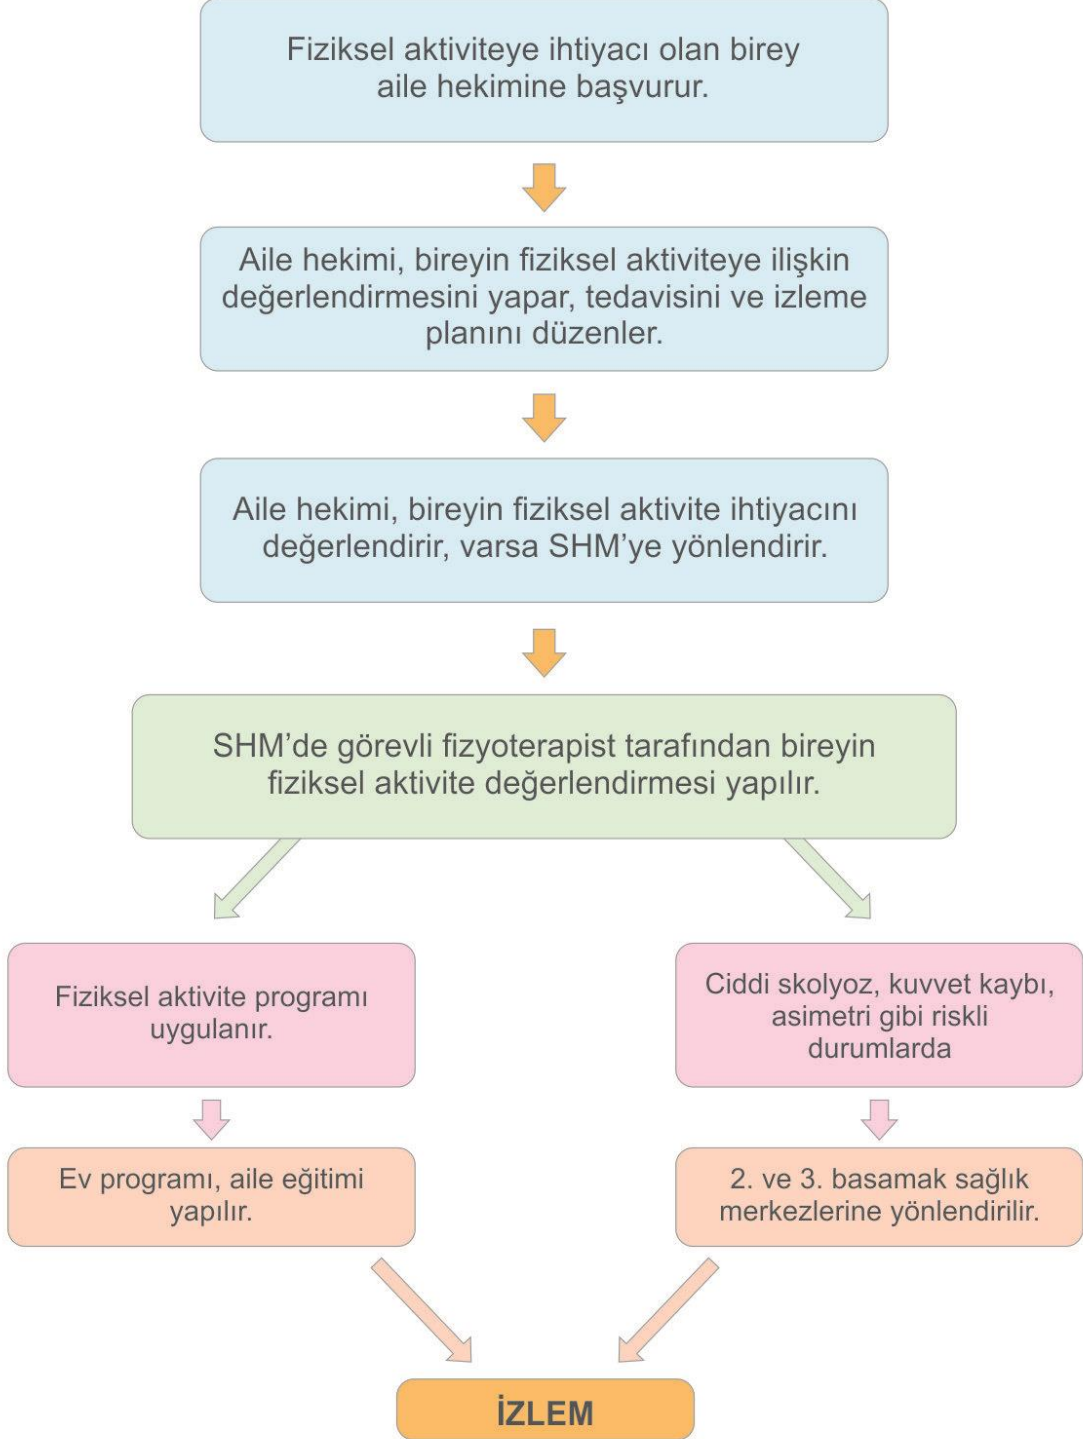 Fiziksel aktiviteye ihtiyacı olan birey
aile hekimine başvurur.
Aile hekimi, bireyin fiziksel aktiviteye ilişkin
değerlendirmesini yapar, tedavisini ve izleme
planını düzenler.
Aile hekimi, bireyin fiziksel aktivite ihtiyacını
değerlendirir, varsa SHM’ye yönlendirir.
SHM’de görevli fizyoterapist tarafından bireyin
fiziksel aktivite değerlendirmesi yapılır.
Fiziksel aktivite programı
uygulanır.
Ciddi skolyoz, kuvvet kaybı,
asimetri gibi riskli
durumlarda
Ev programı, aile eğitimi
yapılır.
2. ve 3. basamak sağlık
merkezlerine yönlendirilir.
İZLEM